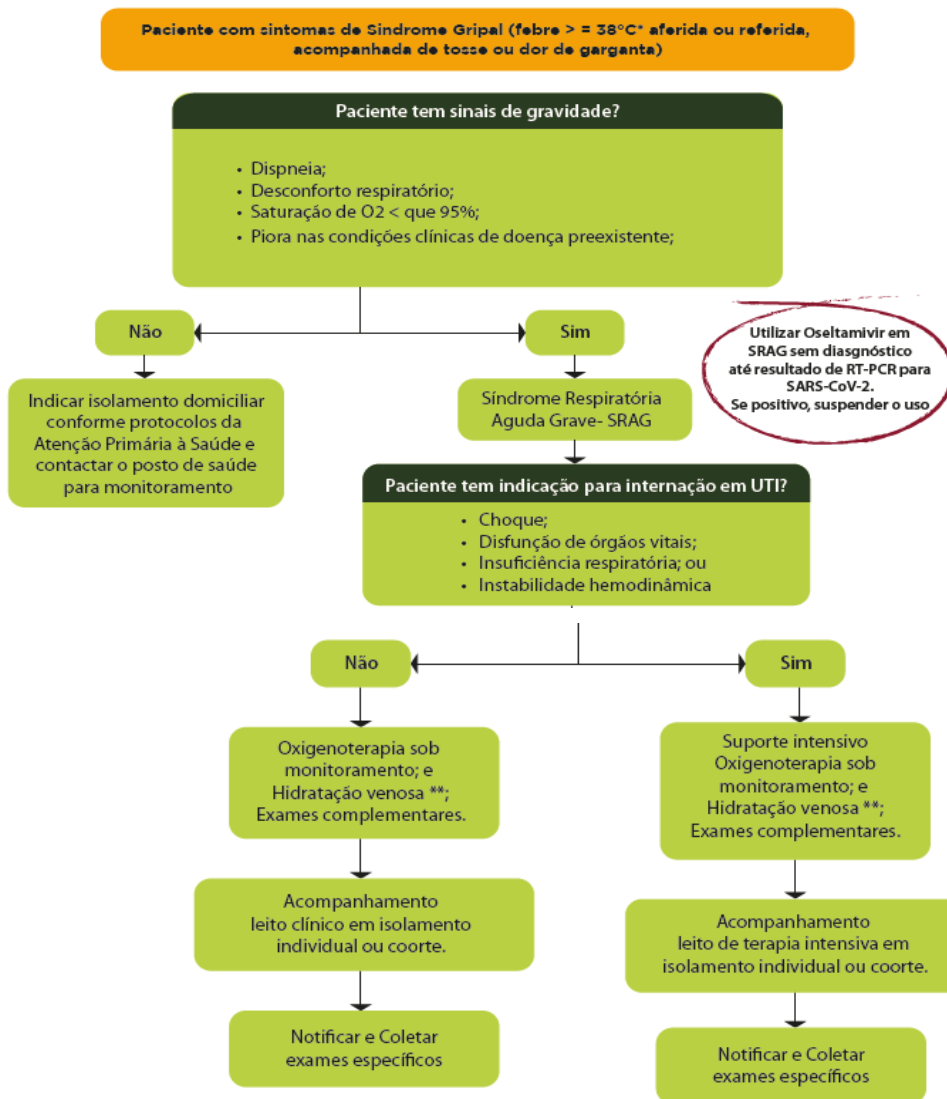 Paciente com sintomas de Síndrome Gripal (febre > = 38°C* aferida ou referida,
acompanhada de tosse ou dor de garganta)
Paciente tem sinais de gravidade?
• Dispneia;
• Desconforto respiratório;
• Saturação de O2 < que 95%;
• Piora nas condições clínicas de doença preexistente;
Não
Sim
Utilizar Oseltamivir em
SRAG sem diasgnóstico
até resultado de RT-PCR para
SARS-CoV-2.
Se positivo, suspender o uso
Indicar isolamento domiciliar
conforme protocolos da
Atenção Primária à Saúde e
contactar o posto de saúde
para monitoramento
Síndrome Respiratória
Aguda Grave- SRAG
Paciente tem indicação para internação em UTI?
• Choque;
• Disfunção de órgãos vitais;
• Insuficiência respiratória; ou
• Instabilidade hemodinâmica
Não
Sim
Oxigenoterapia sob
monitoramento; e
Hidratação venosa **;
Exames complementares.
Suporte intensivo
Oxigenoterapia sob
monitoramento; e
Hidratação venosa **;
Exames complementares.
Acompanhamento
leito clínico em isolamento
individual ou coorte.
Acompanhamento
leito de terapia intensiva em
isolamento individual ou coorte.
Notificar e Coletar
exames específicos
Notificar e Coletar
exames específicos